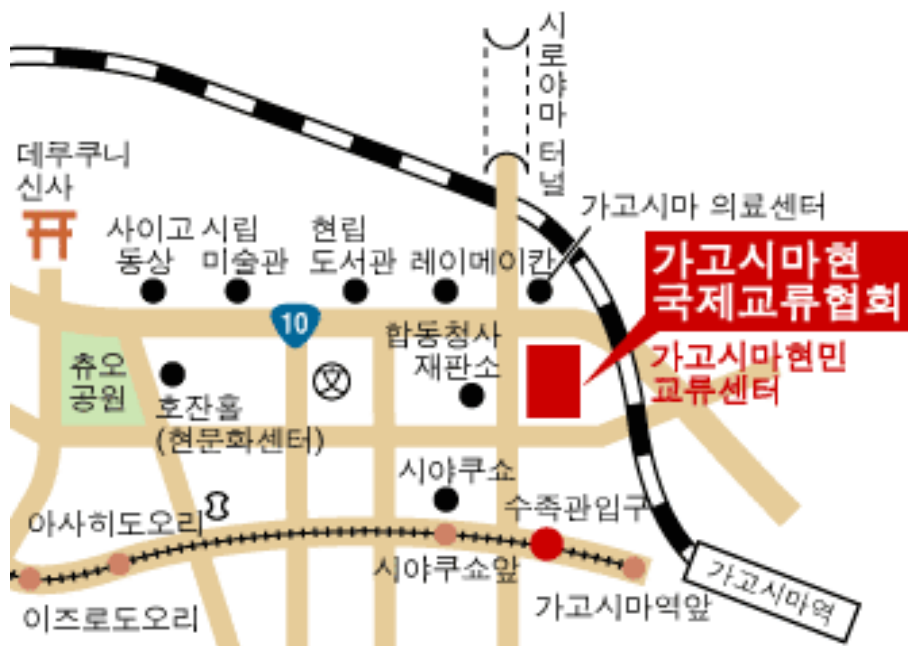 시로야마 터널
데루쿠니
신사
사이고
동상
시립
미술관
현립
도서관
레이메이칸
가고시마 의료센터
가고시마현
국제교류협회
10
합동청사
재판소
가고시마현민
교류센터
츄오
공원
文
호잔홀
(현문화센터)
시야쿠쇼
수족관입구
아사히도오리
시야쿠쇼앞
가고시마역
이즈로도오리
가고시마역앞